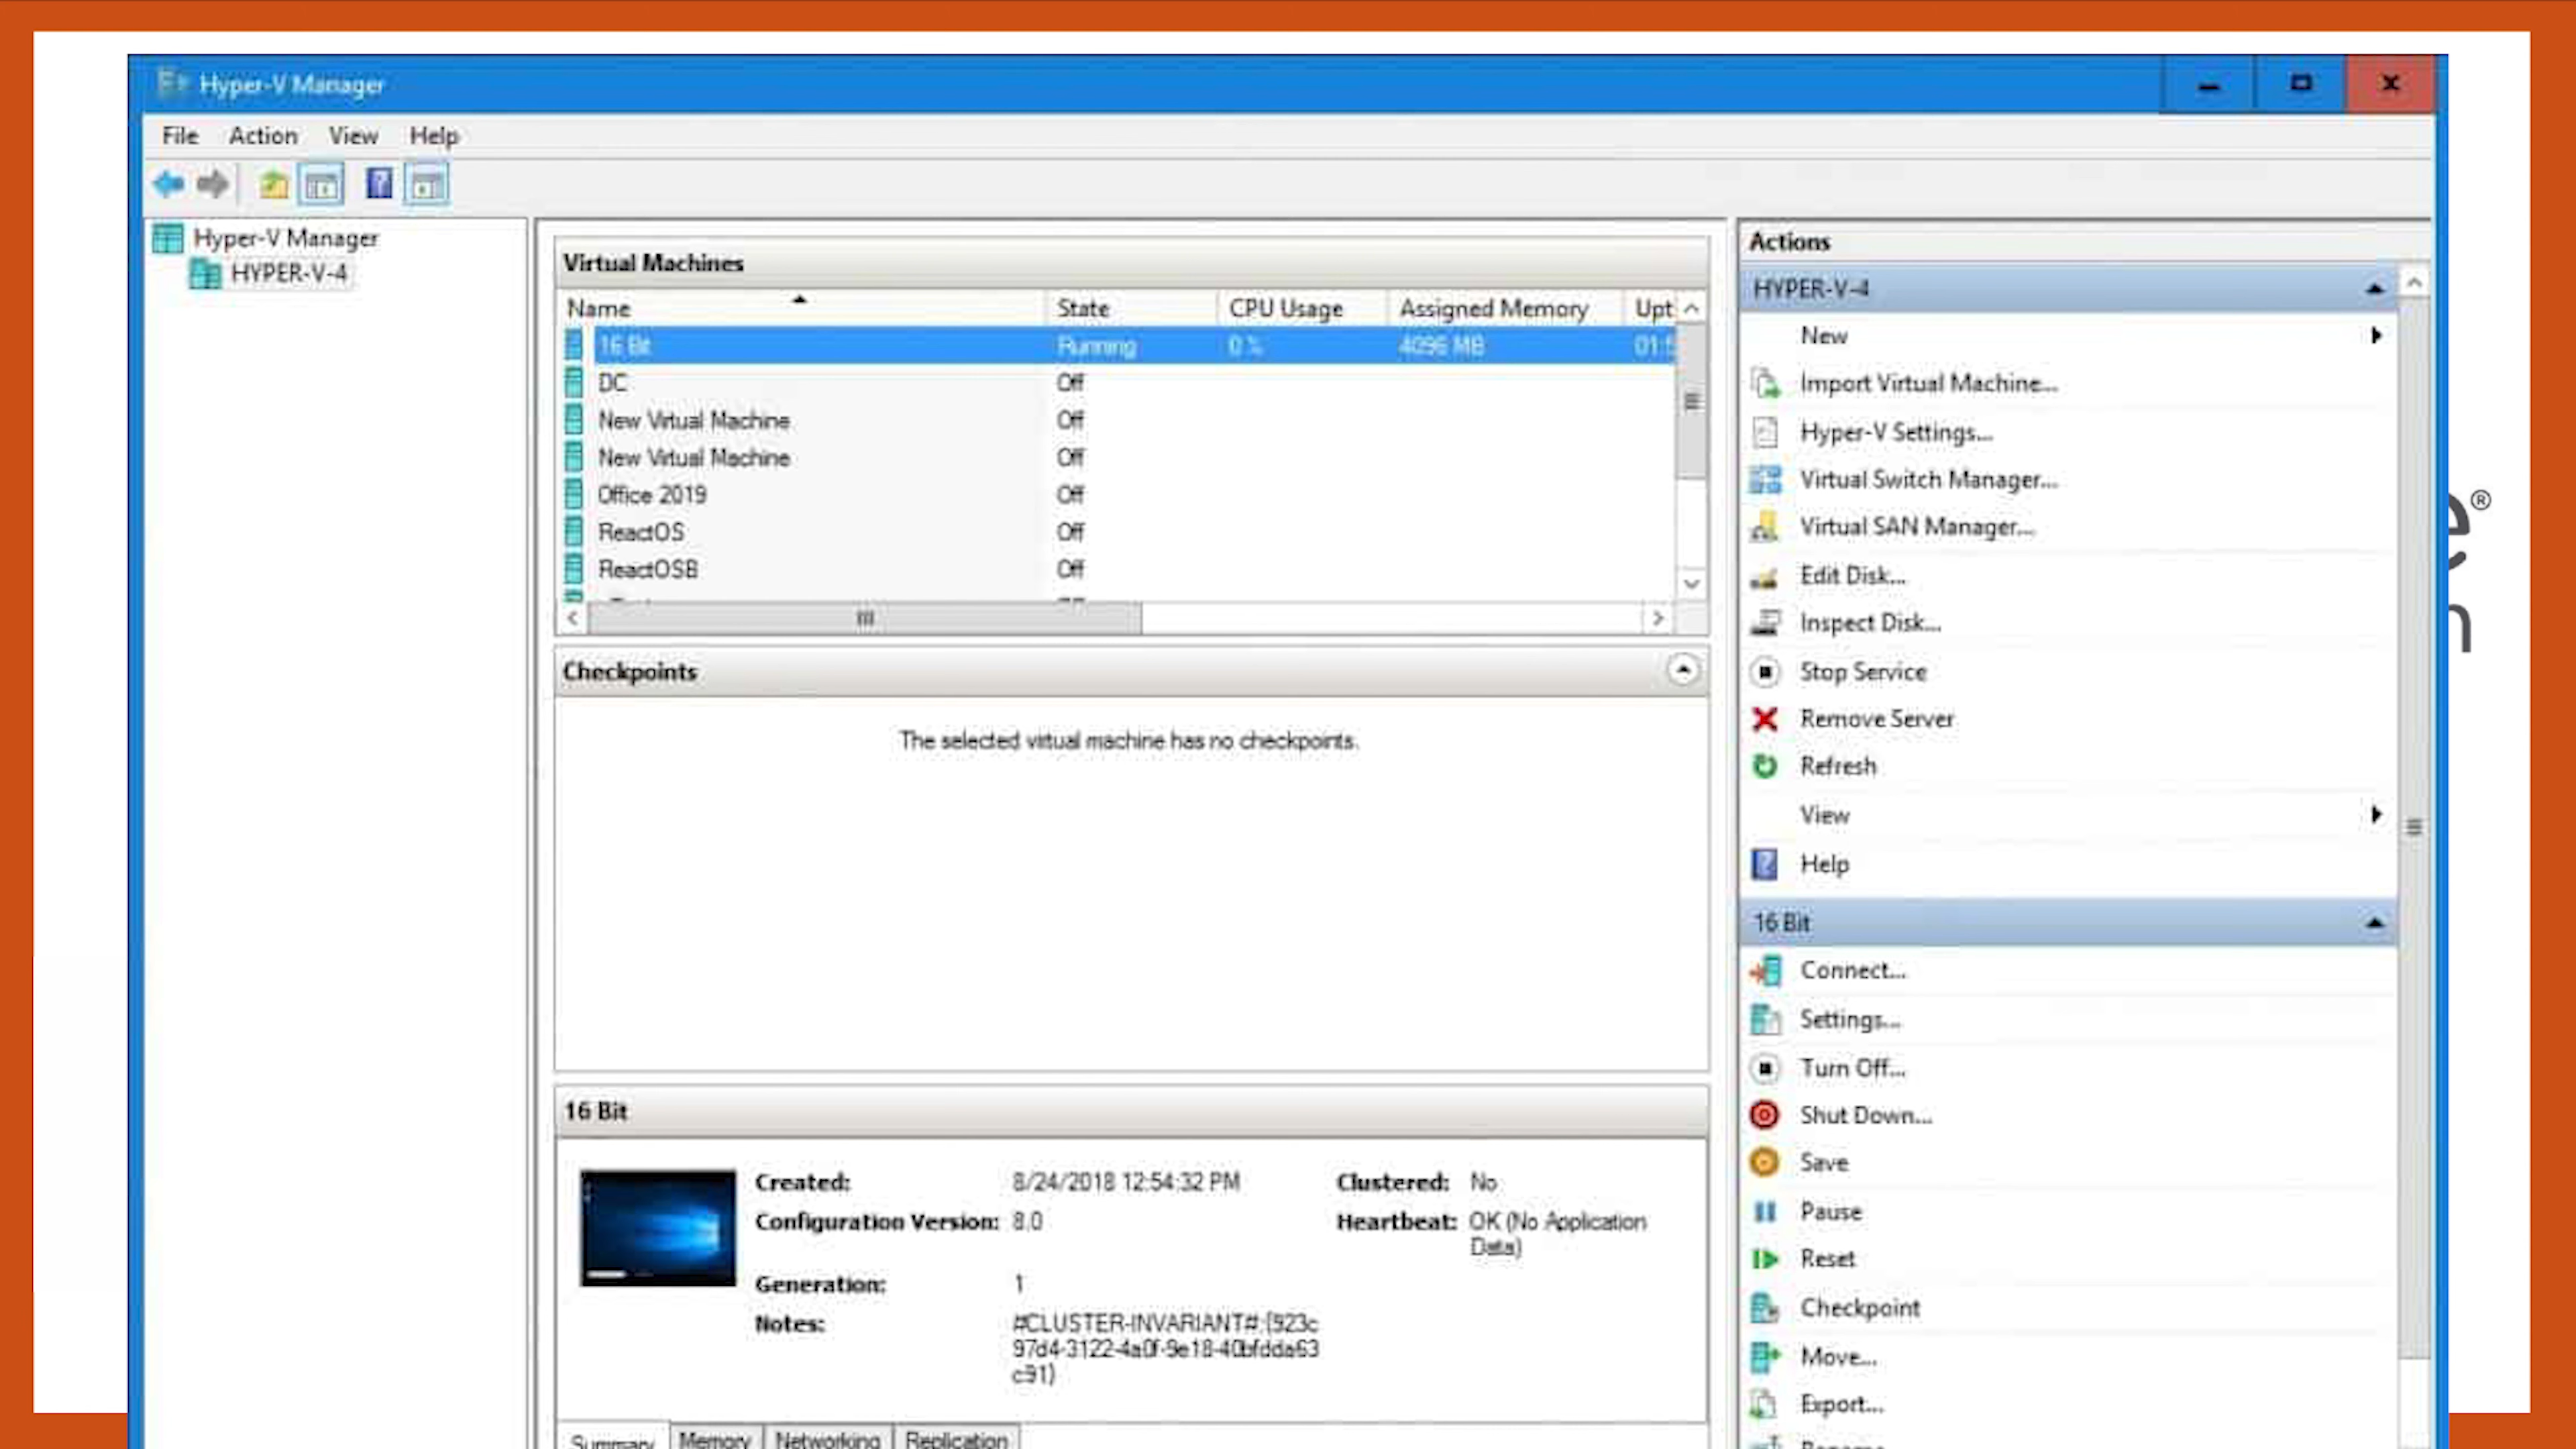 Hyper-V Manager
File Action View Help
Hyper-V Manager
HYPER-V-4
Virtual Machines
Name State CPU Usage Assigned Memory Upt
16 Bit Running 0 % 4096 MB 01:5
DC Off
New Virtual Machine Off
New Virtual Machine Off
Office 2019 Off
ReactOS Off
ReactOSB Off
Checkpoints
The selected virtual machine has no checkpoints.
16 Bit
Created: 8/24/2018 12:54:32 PM Clustered: No
Configuration Version: 8.0 Heartbeat: OK (No Application
Data)
Generation: 1
Notes: #CLUSTER-INVARIANT#:{923c
97d4-3122-4a0f-9e18-40bfdda63
c91}
Summary Memory Networking Replication
Actions
HYPER-V-4
New
Import Virtual Machine...
Hyper-V Settings...
Virtual Switch Manager...
Virtual SAN Manager...
Edit Disk...
Inspect Disk...
Stop Service
Remove Server
Refresh
View
Help
16 Bit
Connect...
Settings...
Turn Off...
Shut Down...
Save
Pause
Reset
Checkpoint
Move...
Export...
e®
n